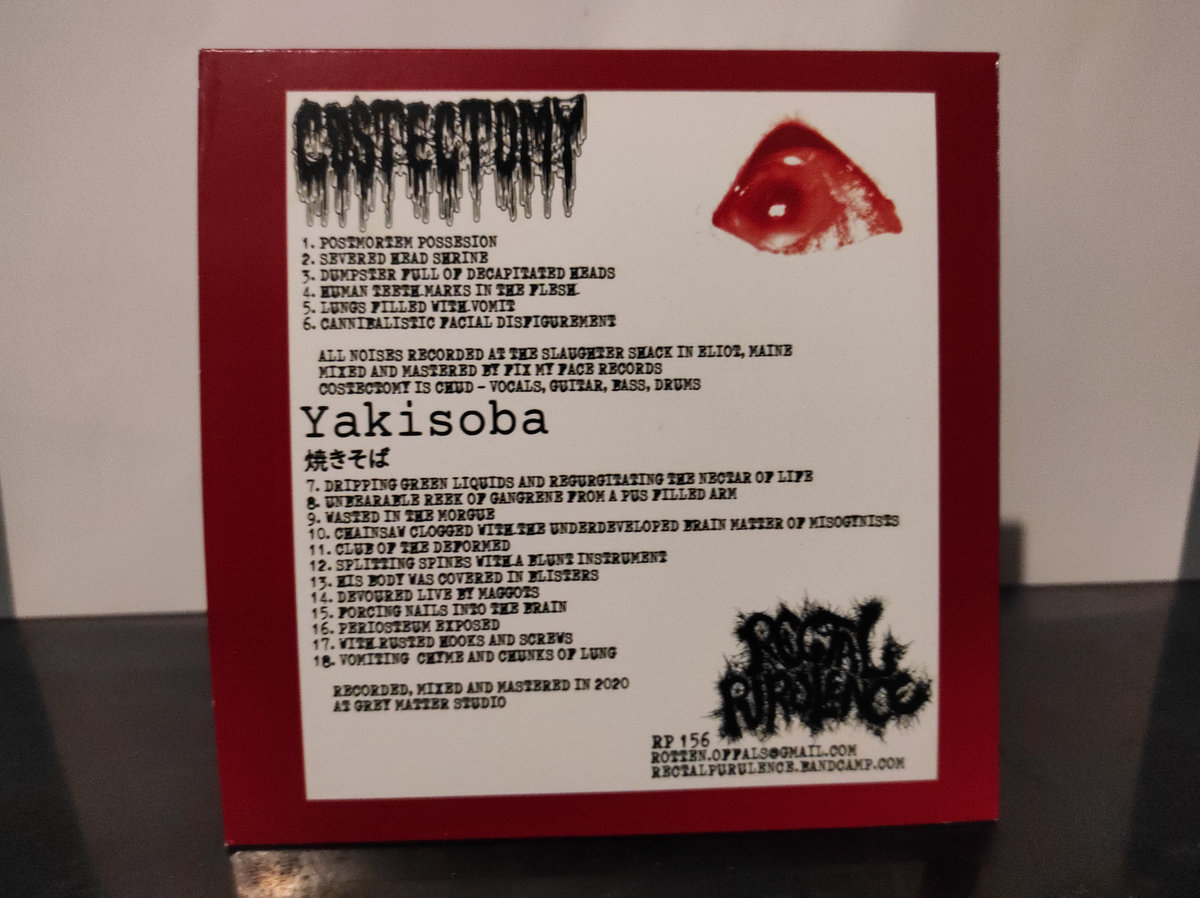 COSTECTOMY
1. POSTMORTEM POSSESION
2. SEVERED HEAD SHRINE
3. DUMPSTER FULL OF DECAPITATED HEADS
4. HUMAN TEETH MARKS IN THE FLESH
5. LUNGS FILLED WITH VOMIT
6. CANNIBALISTIC FACIAL DISFIGUREMENT
ALL NOISES RECORDED AT THE SLAUGHTER SHACK IN ELIOT, MAINE
MIXED AND MASTERED BY FIX MY FACE RECORDS
COSTECTOMY IS CHUD - VOCALS, GUITAR, BASS, DRUMS
Yakisoba
焼きそば
7. DRIPPING GREEN LIQUIDS AND REGURGITATING THE NECTAR OF LIFE
8. UNBEARABLE REEK OF GANGRENE FROM A PUS FILLED ARM
9. WASTED IN THE MORGUE
10. CHAINSAW CLOGGED WITH THE UNDERDEVELOPED BRAIN MATTER OF MISOGYNISTS
11. CLUB OF THE DEFORMED
12. SPLITTING SPINES WITH A BLUNT INSTRUMENT
13. HIS BODY WAS COVERED IN BLISTERS
14. DEVOURED LIVE BY MAGGOTS
15. FORCING NAILS INTO THE BRAIN
16. PERIOSTEUM EXPOSED
17. WITH RUSTED HOOKS AND SCREWS
18. VOMITING CHYME AND CHUNKS OF LUNG
RECORDED, MIXED AND MASTERED IN 2020
AT GREY MATTER STUDIO
RECTAL
PURULENCE
RP 156
ROTTEN.OFFALS@GMAIL.COM
RECTALPURULENCE.BANDCAMP.COM